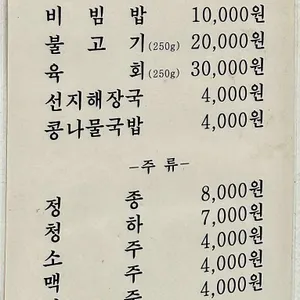 비 빔 밥 10,000원
불 고 기 (250g) 20,000원
육 회 (250g) 30,000원
선지해장국 4,000원
콩나물국밥 4,000원
-주 류-
정 종 8,000원
청 하 7,000원
소 주 4,000원
맥 주 4,000원
4,000원